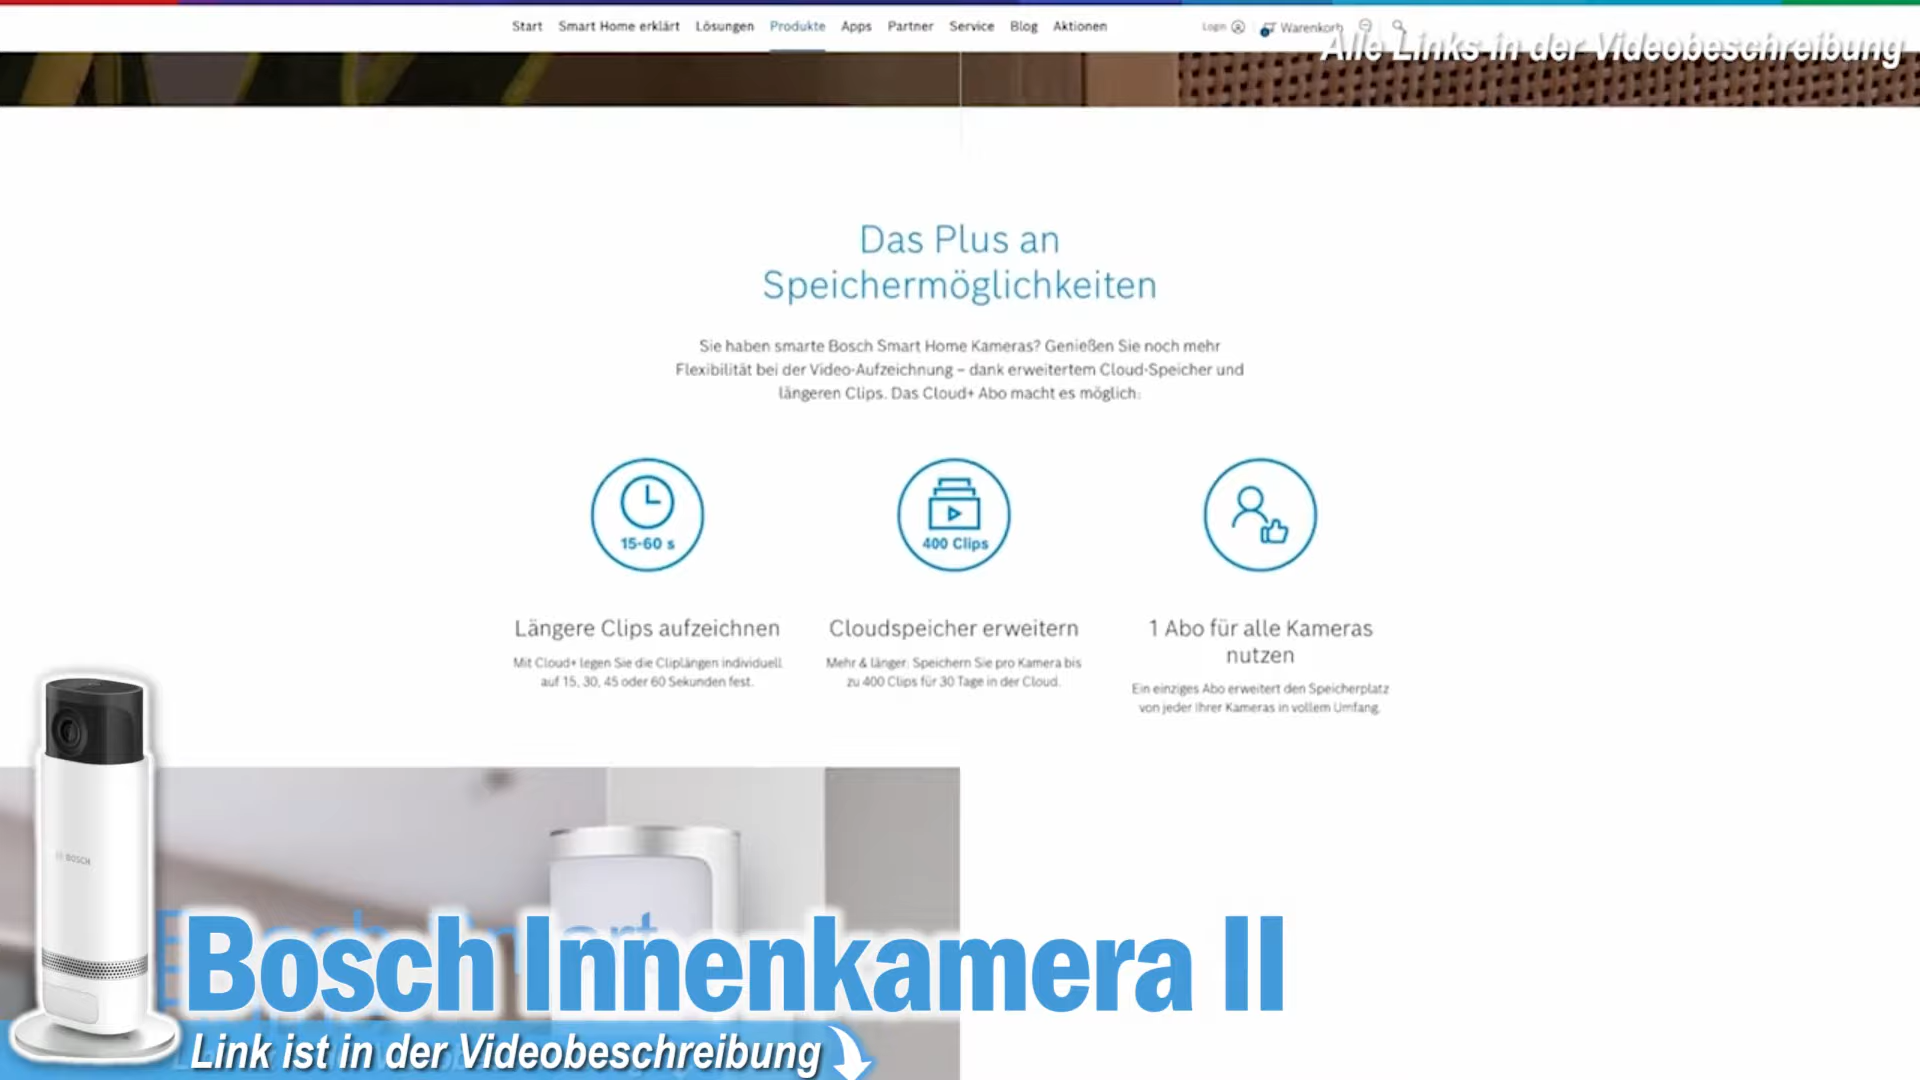 Start Smart Home erklärt Lösungen Produkte Apps Partner Service Blog Aktionen Login Warenkorb
Alle Links in der Videobeschreibung
Das Plus an
Speichermöglichkeiten
Sie haben smarte Bosch Smart Home Kameras? Genießen Sie noch mehr
Flexibilität bei der Video-Aufzeichnung – dank erweitertem Cloud-Speicher und
längeren Clips. Das Cloud+ Abo macht es möglich:
15-60 s
400 Clips
Längere Clips aufzeichnen
Mit Cloud+ legen Sie die Cliplängen individuell
auf 15, 30, 45 oder 60 Sekunden fest.
Cloudspeicher erweitern
Mehr & länger: Speichern Sie pro Kamera bis
zu 400 Clips für 30 Tage in der Cloud.
1 Abo für alle Kameras
nutzen
Ein einziges Abo erweitert den Speicherplatz
von jeder Ihrer Kameras in vollem Umfang.
BOSCH
Bosch Innenkamera II
Link ist in der Videobeschreibung